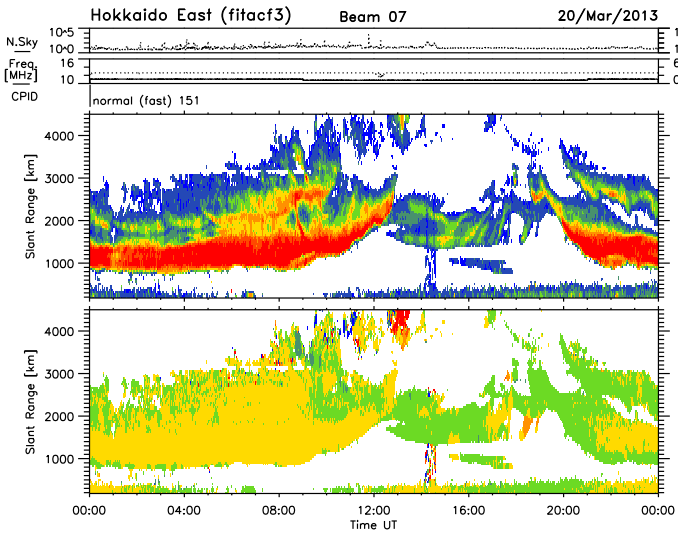 Hokkaido East (fitacf3) Beam 07 20/Mar/2013
N.Sky 10^5 10^0 1 1
Freq. [MHz] 16 10 6 0
CPID normal (fast) 151
Slant Range [km] 4000 3000 2000 1000
Slant Range [km] 4000 3000 2000 1000
00:00 04:00 08:00 12:00 16:00 20:00 00:00
Time UT